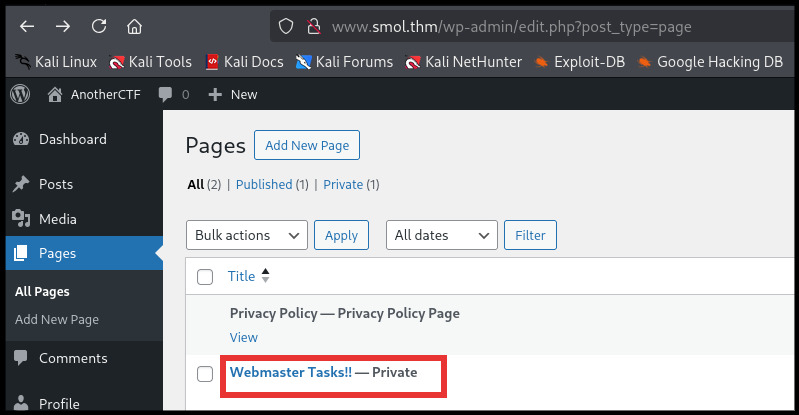 www.smol.thm/wp-admin/edit.php?post_type=page
Kali Linux Kali Tools Kali Docs Kali Forums Kali NetHunter Exploit-DB Google Hacking DB
AnotherCTF 0 New
Dashboard
Posts
Media
Pages
All Pages
Add New Page
Comments
Profile
Pages Add New Page
All (2) | Published (1) | Private (1)
Bulk actions Apply All dates Filter
Title
Privacy Policy — Privacy Policy Page
View
Webmaster Tasks!! — Private